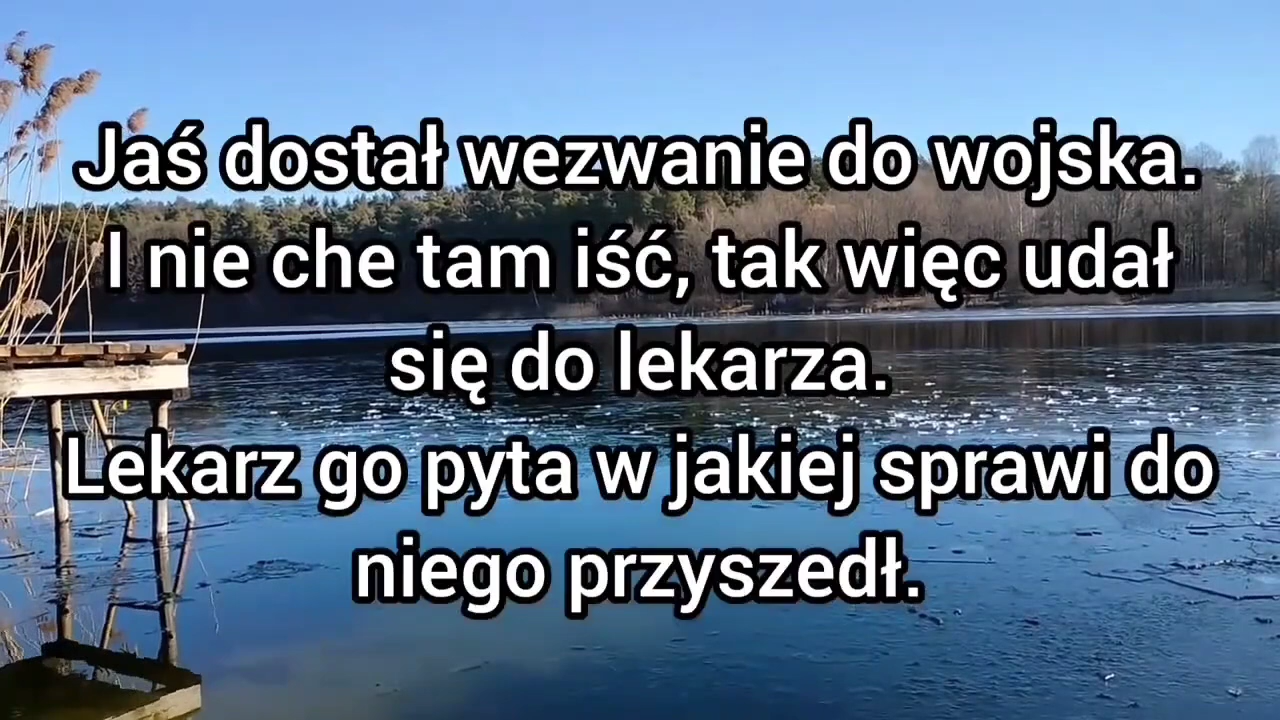 Jaś dostał wezwanie do wojska.
I nie che tam iść, tak więc udał
się do lekarza.
Lekarz go pyta w jakiej sprawi do
niego przyszedł.